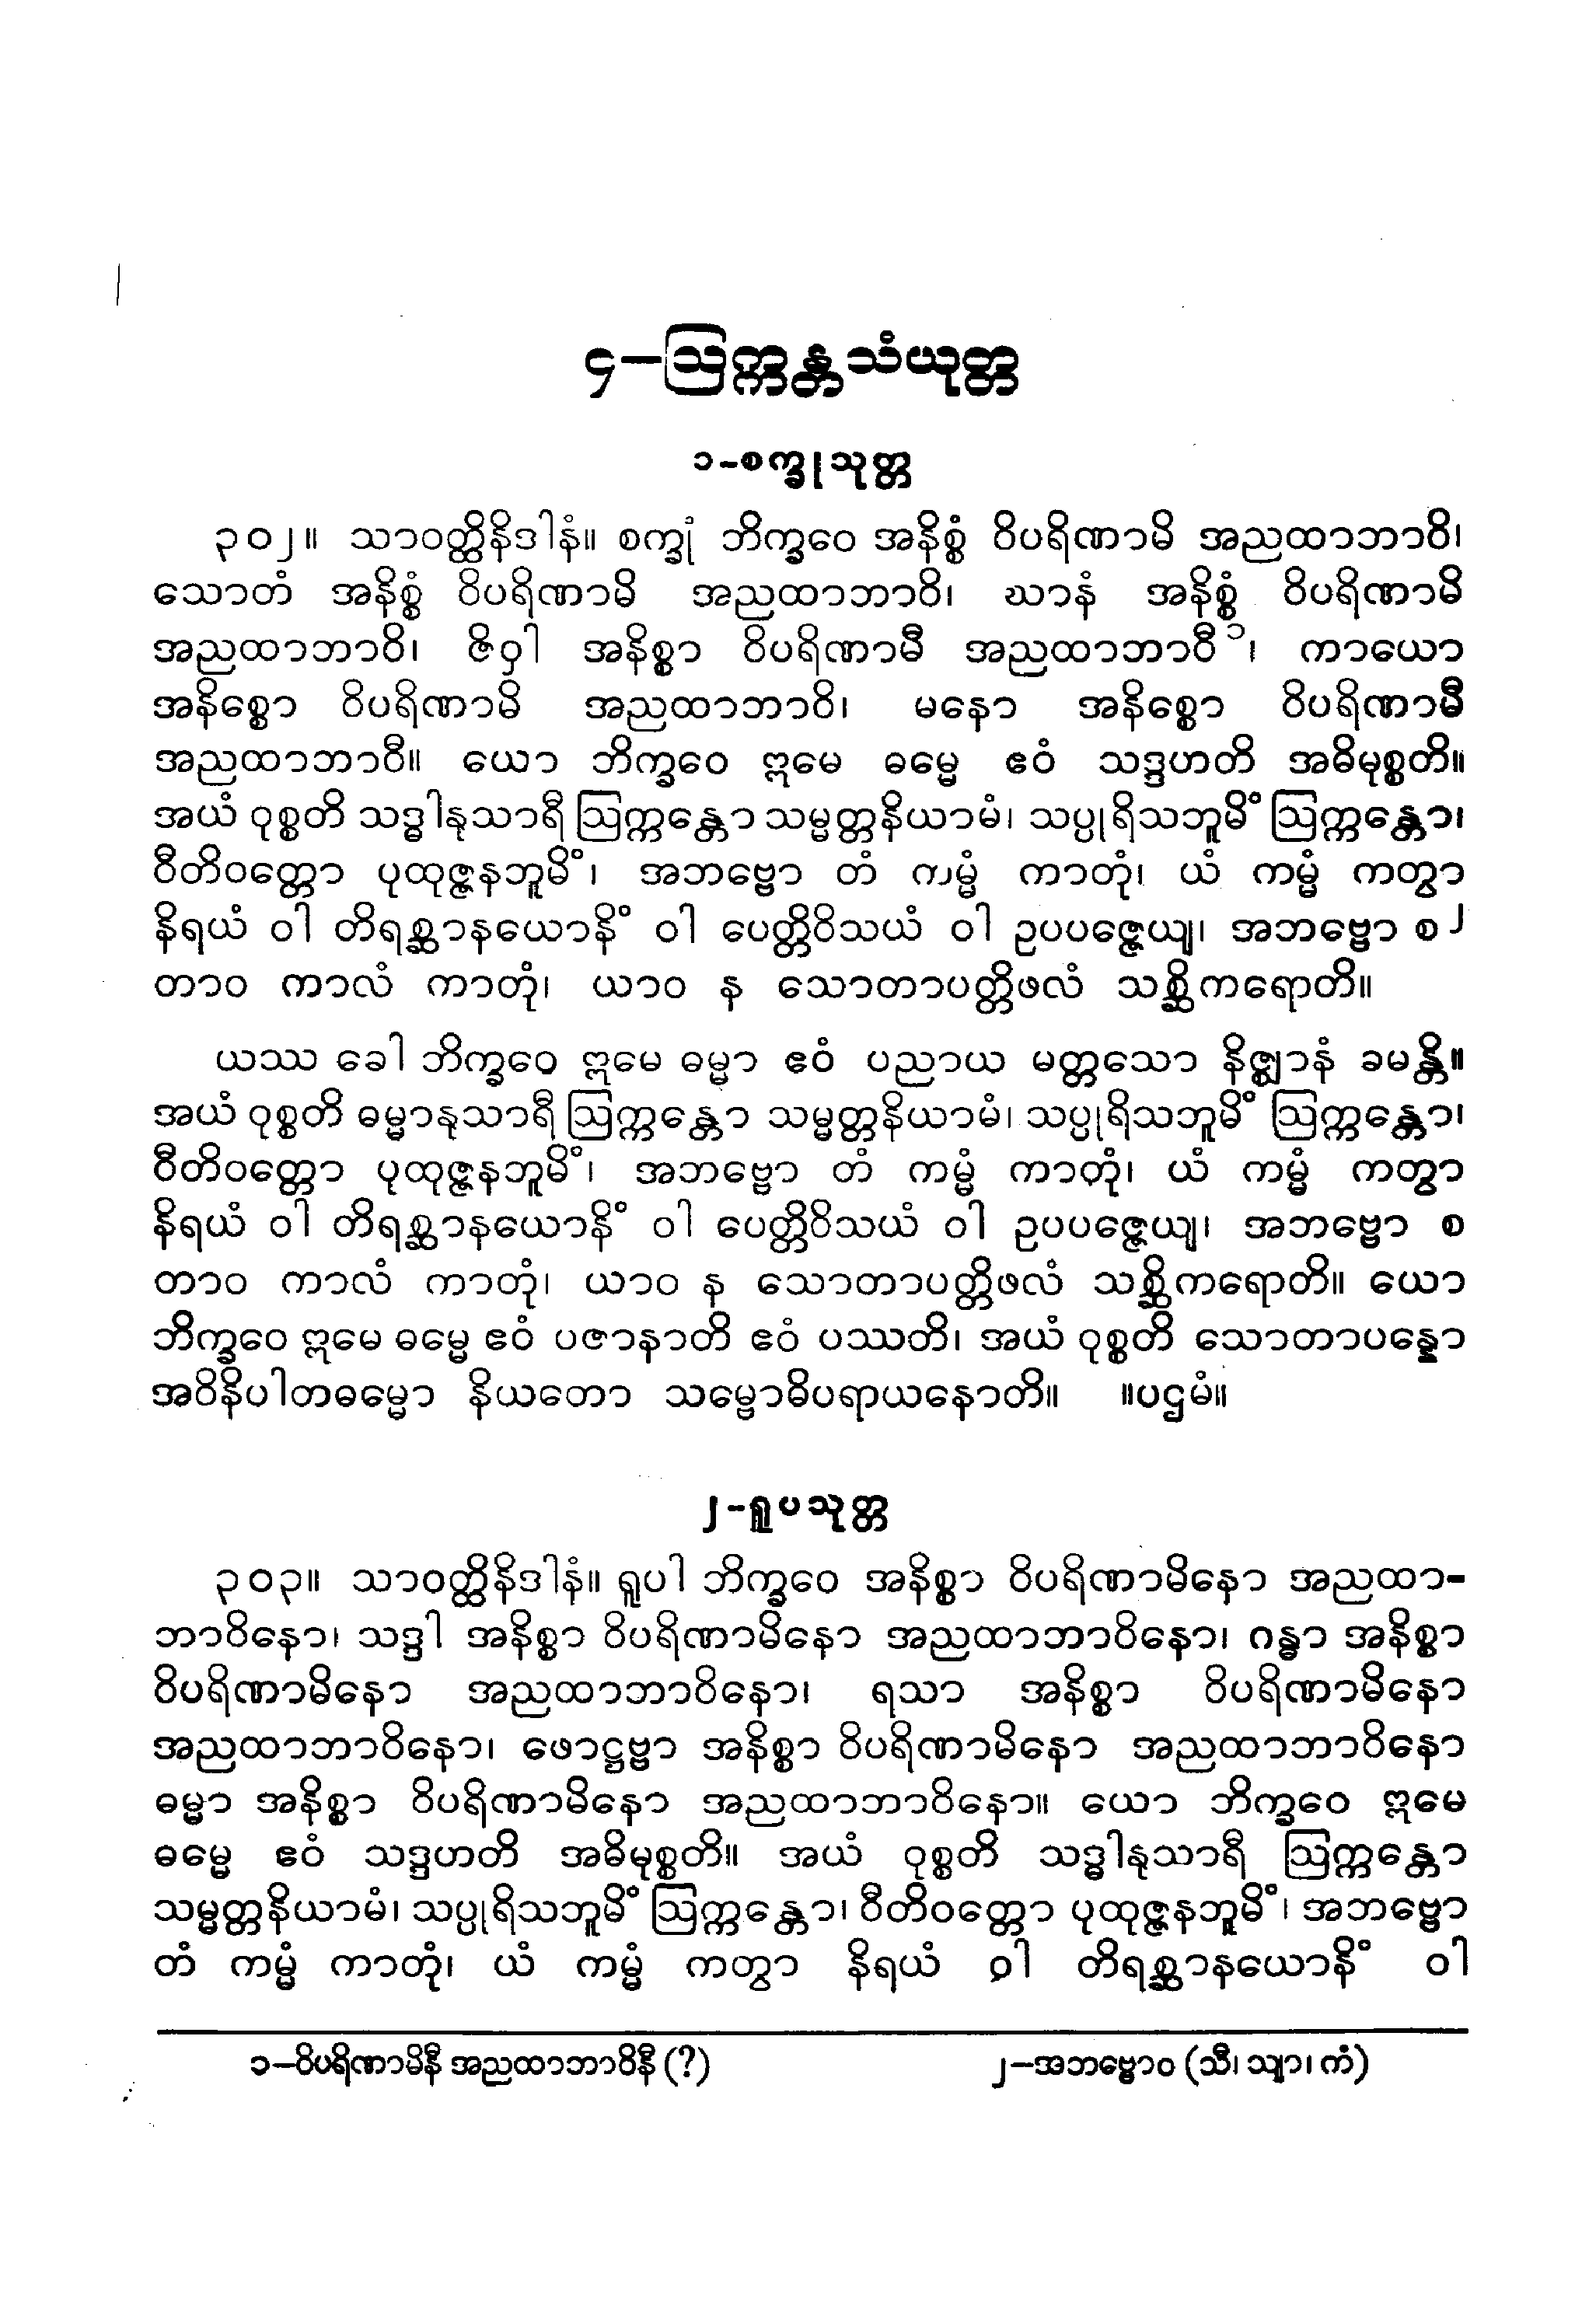 ၄–ဩက္ကန္တသံယုတ္တ
၁-စက္ခုသုတ္တ
၃၀၂။ သာဝတ္ထိနိဒါနံ။ စက္ခုံ ဘိက္ခဝေ အနိစ္စံ ဝိပရိဏာမိ အညထာဘာဝိ၊
သောတံ အနိစ္စံ ဝိပရိဏာမိ အညထာဘာဝိ၊ ဃာနံ အနိစ္စံ ဝိပရိဏာမိ
အညထာဘာဝိ၊ ဇိဝှါ အနိစ္စာ ဝိပရိဏာမီ အညထာဘာဝီ ၁၊ ကာယော
အနိစ္စော ဝိပရိဏာမိ အညထာဘာဝိ၊ မနော အနိစ္စော ဝိပရိဏာမီ
အညထာဘာဝီ။ ယော ဘိက္ခဝေ ဣမေ ဓမ္မေ ဧဝံ သဒ္ဒဟတိ အဓိမုစ္စတိ။
အယံ ဝုစ္စတိ သဒ္ဓါနုသာရီ ဩက္ကန္တော သမ္မတ္တနိယာမံ၊ သပ္ပုရိသဘူမိံ ဩက္ကန္တော၊
ဝီတိဝတ္တော ပုထုဇ္ဇနဘူမိံ၊ အဘဗ္ဗော တံ ကမ္မံ ကာတုံ၊ ယံ ကမ္မံ ကတွာ
နိရယံ ဝါ တိရစ္ဆာနယောနိံ ဝါ ပေတ္တိဝိသယံ ဝါ ဥပပဇ္ဇေယျ၊ အဘဗ္ဗော စ ၂
တာဝ ကာလံ ကာတုံ၊ ယာဝ န သောတာပတ္တိဖလံ သစ္ဆိကရောတိ။
ယဿ ခေါ ဘိက္ခဝေ ဣမေ ဓမ္မာ ဧဝံ ပညာယ မတ္တသော နိဇ္ဈာနံ ခမန္တိ။
အယံ ဝုစ္စတိ ဓမ္မာနုသာရီ ဩက္ကန္တော သမ္မတ္တနိယာမံ၊ သပ္ပုရိသဘူမိံ ဩက္ကန္တော၊
ဝီတိဝတ္တော ပုထုဇ္ဇနဘူမိံ၊ အဘဗ္ဗော တံ ကမ္မံ ကာတုံ၊ ယံ ကမ္မံ ကတွာ
နိရယံ ဝါ တိရစ္ဆာနယောနိံ ဝါ ပေတ္တိဝိသယံ ဝါ ဥပပဇ္ဇေယျ၊ အဘဗ္ဗော စ
တာဝ ကာလံ ကာတုံ၊ ယာဝ န သောတာပတ္တိဖလံ သစ္ဆိကရောတိ။ ယော
ဘိက္ခဝေ ဣမေ ဓမ္မေ ဧဝံ ပဇာနာတိ ဧဝံ ပဿတိ၊ အယံ ဝုစ္စတိ သောတာပန္နော
အဝိနိပါတဓမ္မော နိယတော သမ္ဗောဓိပရာယနောတိ။ ။ပဌမံ။
၂-ရူပသုတ္တ
၃၀၃။ သာဝတ္ထိနိဒါနံ။ ရူပါ ဘိက္ခဝေ အနိစ္စာ ဝိပရိဏာမိနော အညထာ-
ဘာဝိနော၊ သဒ္ဒါ အနိစ္စာ ဝိပရိဏာမိနော အညထာဘာဝိနော၊ ဂန္ဓာ အနိစ္စာ
ဝိပရိဏာမိနော အညထာဘာဝိနော၊ ရသာ အနိစ္စာ ဝိပရိဏာမိနော
အညထာဘာဝိနော၊ ဖောဋ္ဌဗ္ဗာ အနိစ္စာ ဝိပရိဏာမိနော အညထာဘာဝိနော
ဓမ္မာ အနိစ္စာ ဝိပရိဏာမိနော အညထာဘာဝိနော။ ယော ဘိက္ခဝေ ဣမေ
ဓမ္မေ ဧဝံ သဒ္ဒဟတိ အဓိမုစ္စတိ။ အယံ ဝုစ္စတိ သဒ္ဓါနုသာရီ ဩက္ကန္တော
သမ္မတ္တနိယာမံ၊ သပ္ပုရိသဘူမိံ ဩက္ကန္တော၊ ဝီတိဝတ္တော ပုထုဇ္ဇနဘူမိံ၊ အဘဗ္ဗော
တံ ကမ္မံ ကာတုံ၊ ယံ ကမ္မံ ကတွာ နိရယံ ဝါ တိရစ္ဆာနယောနိံ ဝါ
၁–ဝိပရိဏာမိနီ အညထာဘာဝိနီ (?) ၂–အဘဗ္ဗောဝ (သီ၊ သျာ၊ ကံ)